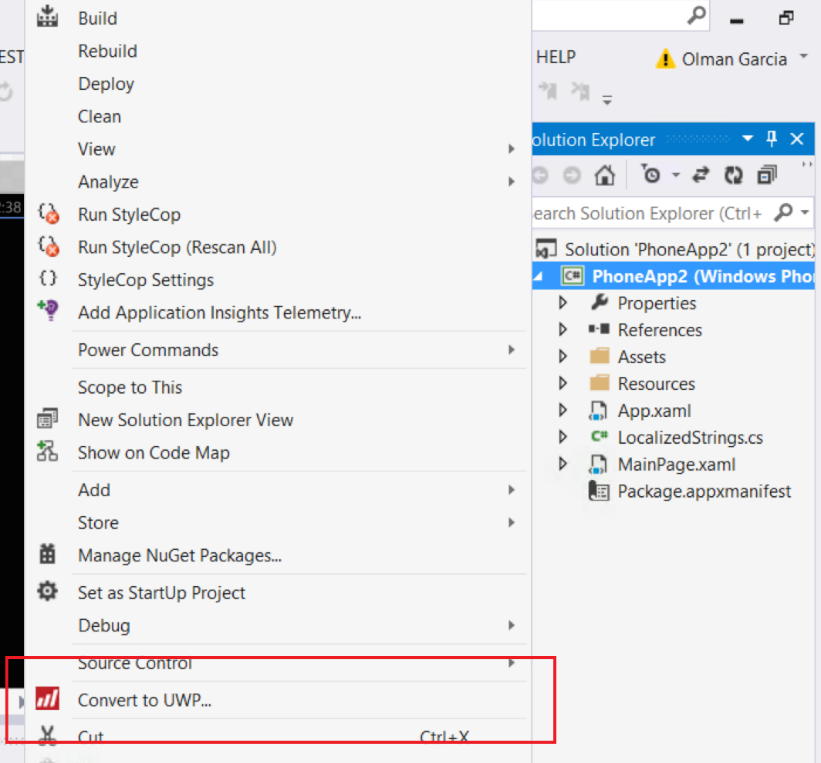 Build
Rebuild
Deploy
Clean
View
Analyze
Run StyleCop
Run StyleCop (Rescan All)
StyleCop Settings
Add Application Insights Telemetry...
Power Commands
Scope to This
New Solution Explorer View
Show on Code Map
Add
Store
Manage NuGet Packages...
Set as StartUp Project
Debug
Source Control
Convert to UWP...
Cut Ctrl+X
EST
:38
HELP
Olman Garcia
olution Explorer
earch Solution Explorer (Ctrl+
Solution 'PhoneApp2' (1 project)
C# PhoneApp2 (Windows Pho
Properties
References
Assets
Resources
App.xaml
C# LocalizedStrings.cs
MainPage.xaml
Package.appxmanifest